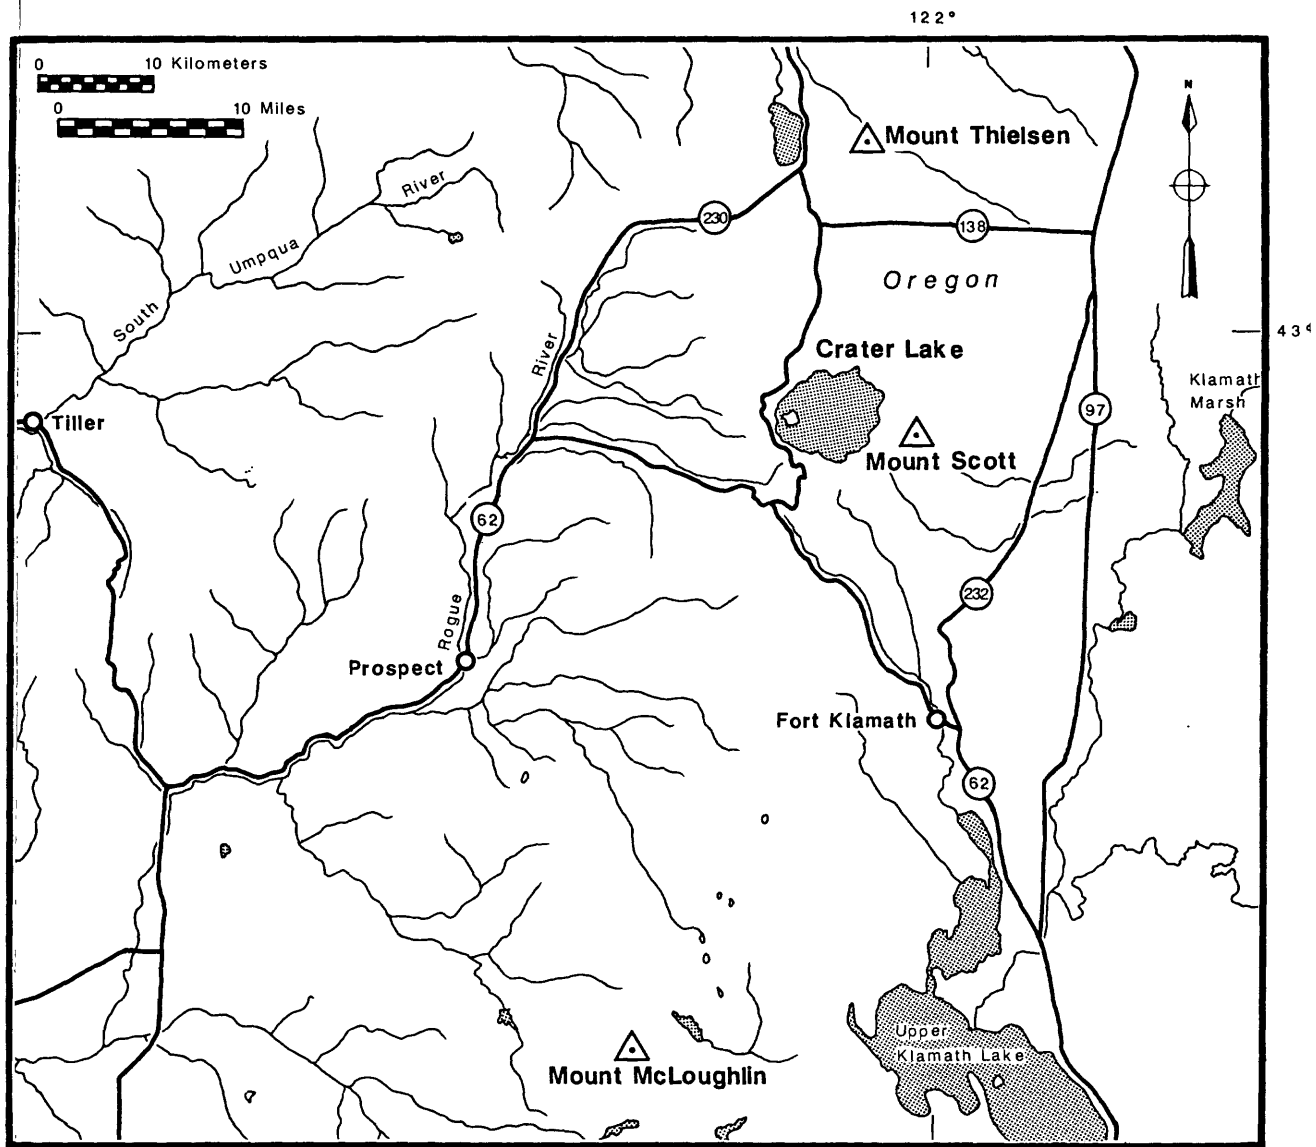 122°
0 10 Kilometers
0 10 Miles
N
Mount Thielsen
River
230
138
Umpqua
Oregon
South
43°
River
Crater Lake
Klamath
Marsh
97
Tiller
Mount Scott
62
232
Rogue
Prospect
Fort Klamath
62
Upper
Klamath Lake
Mount McLoughlin